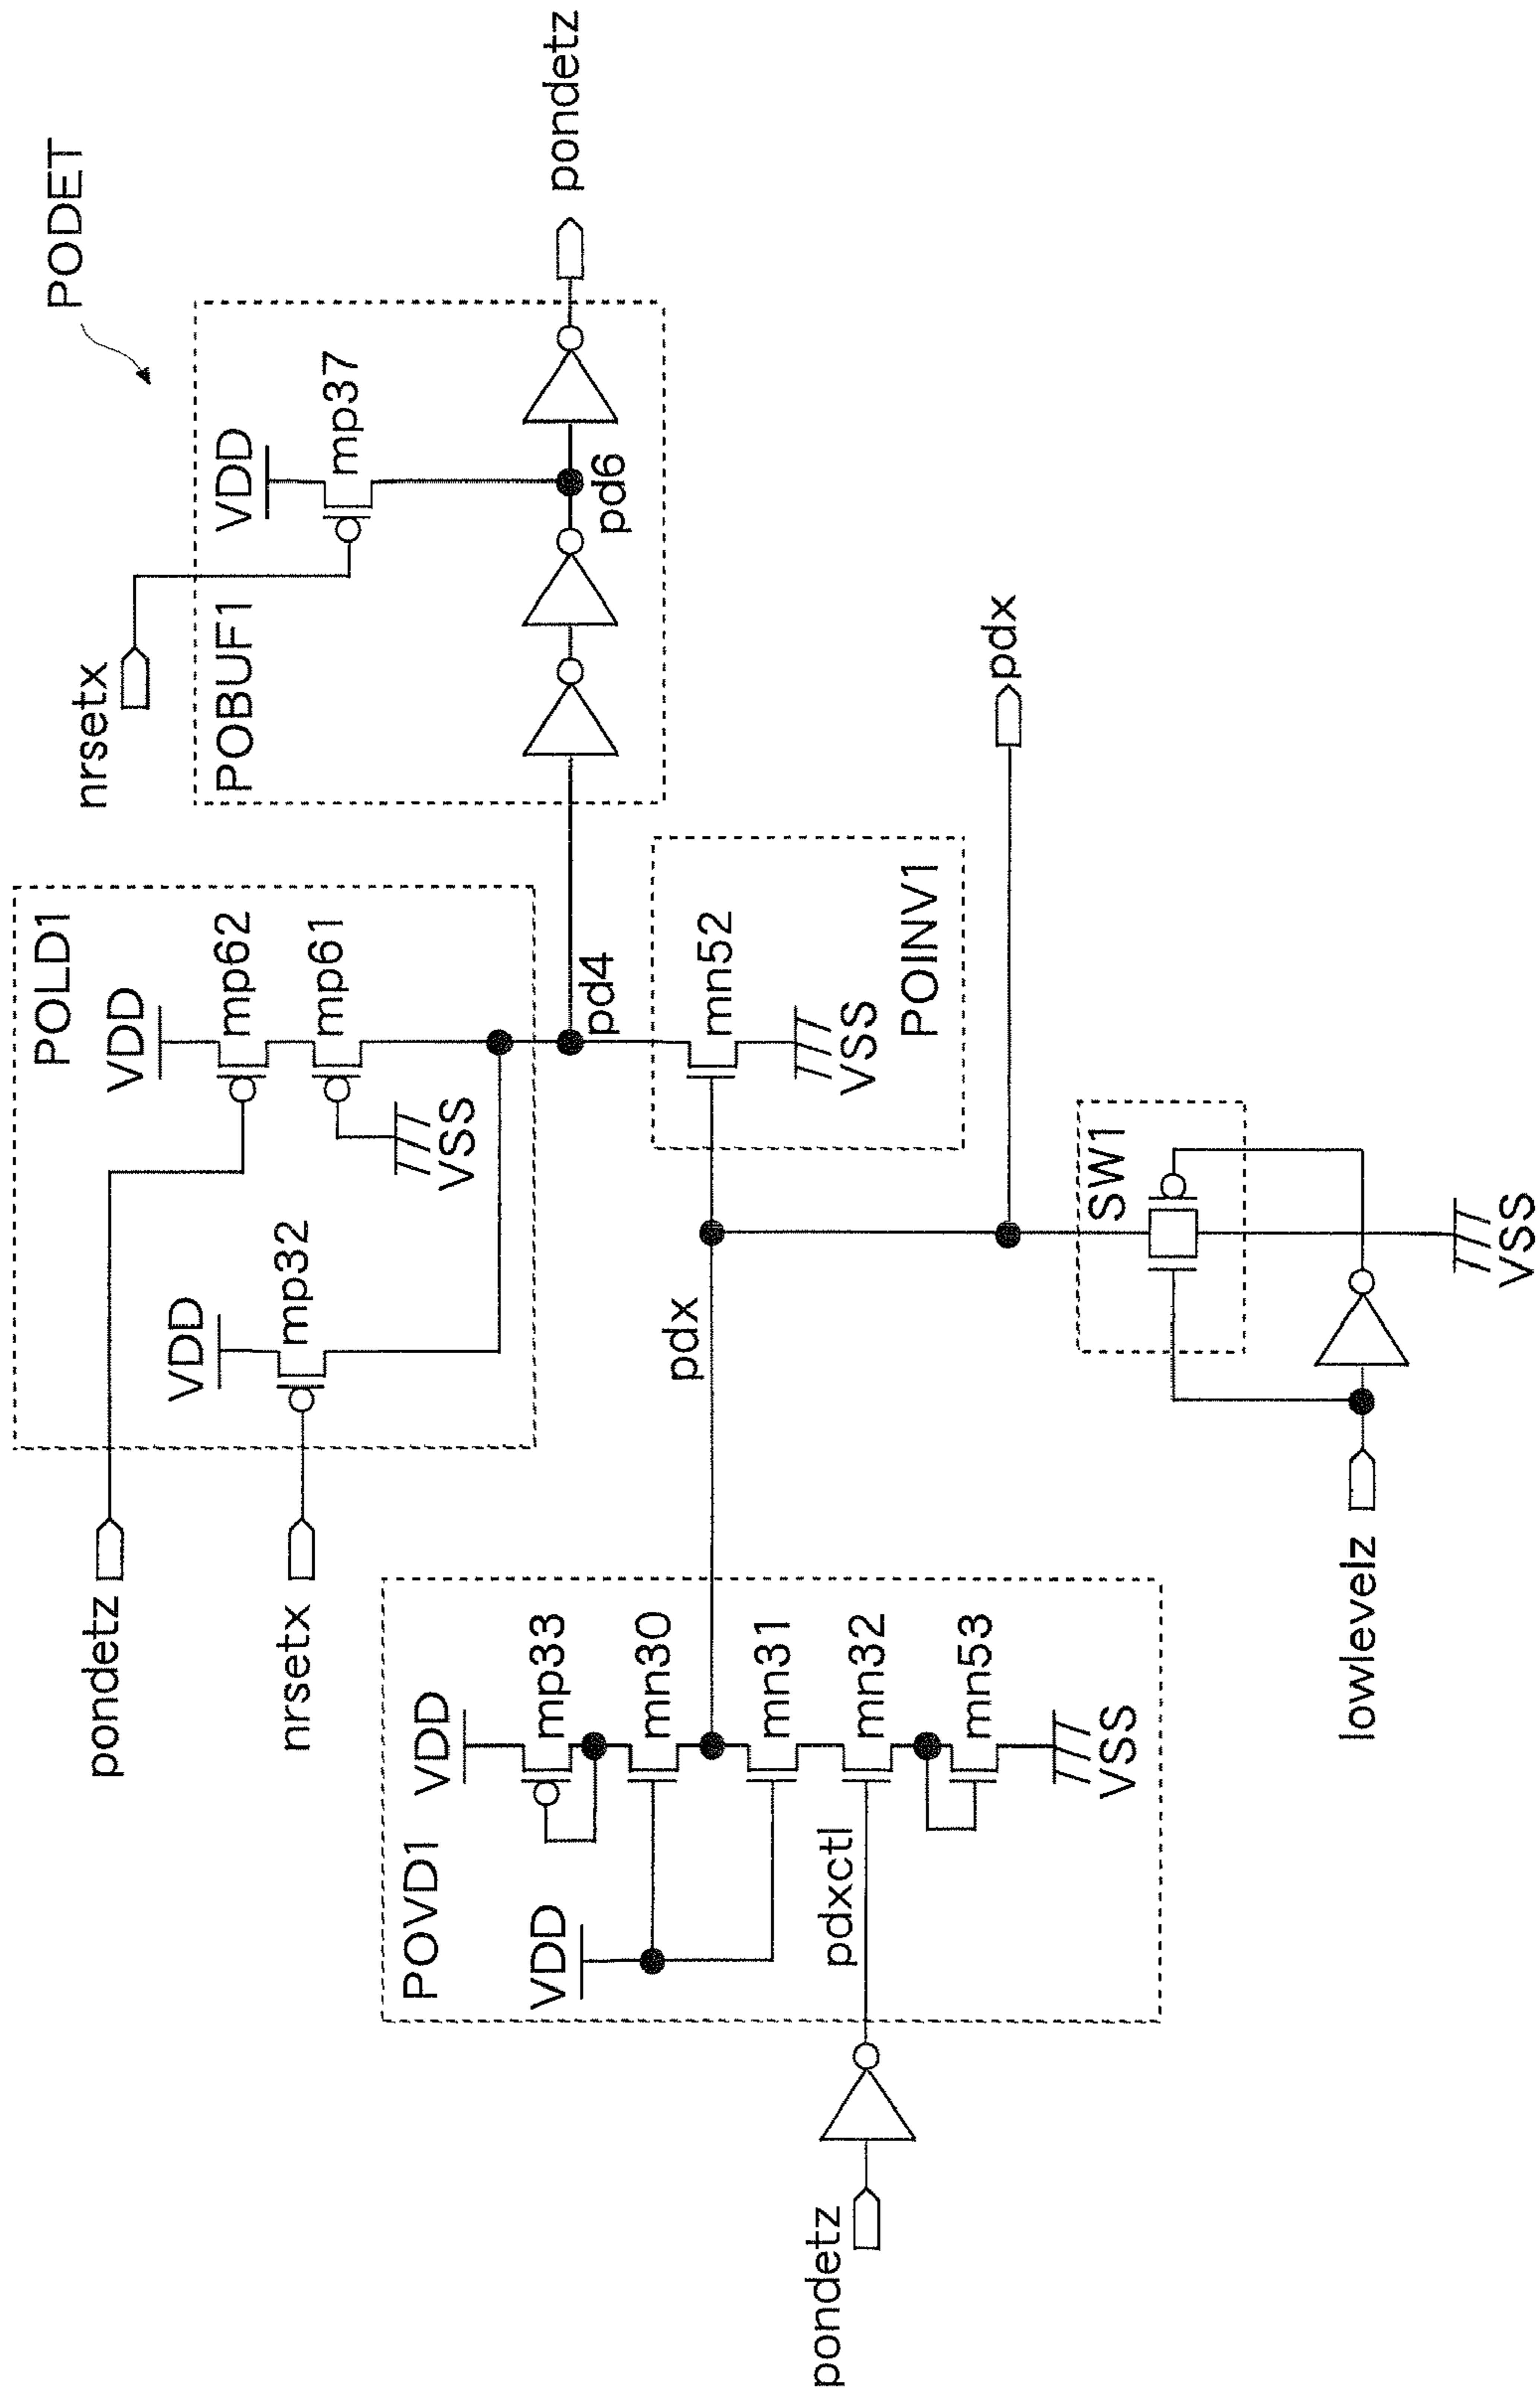 PODET
nrsetx
POBUF1
VDD
mp37
pd6
pondetz
POLD1
VDD
mp62
mp61
VSS
VDD
mp32
pondetz
nrsetx
pd4
mn52
VSS
POINV1
pdx
pdx
POVD1
VDD
mp33
mn30
mn31
mn32
mn53
VSS
VDD
pdxctl
pondetz
SW1
VSS
lowlevelz